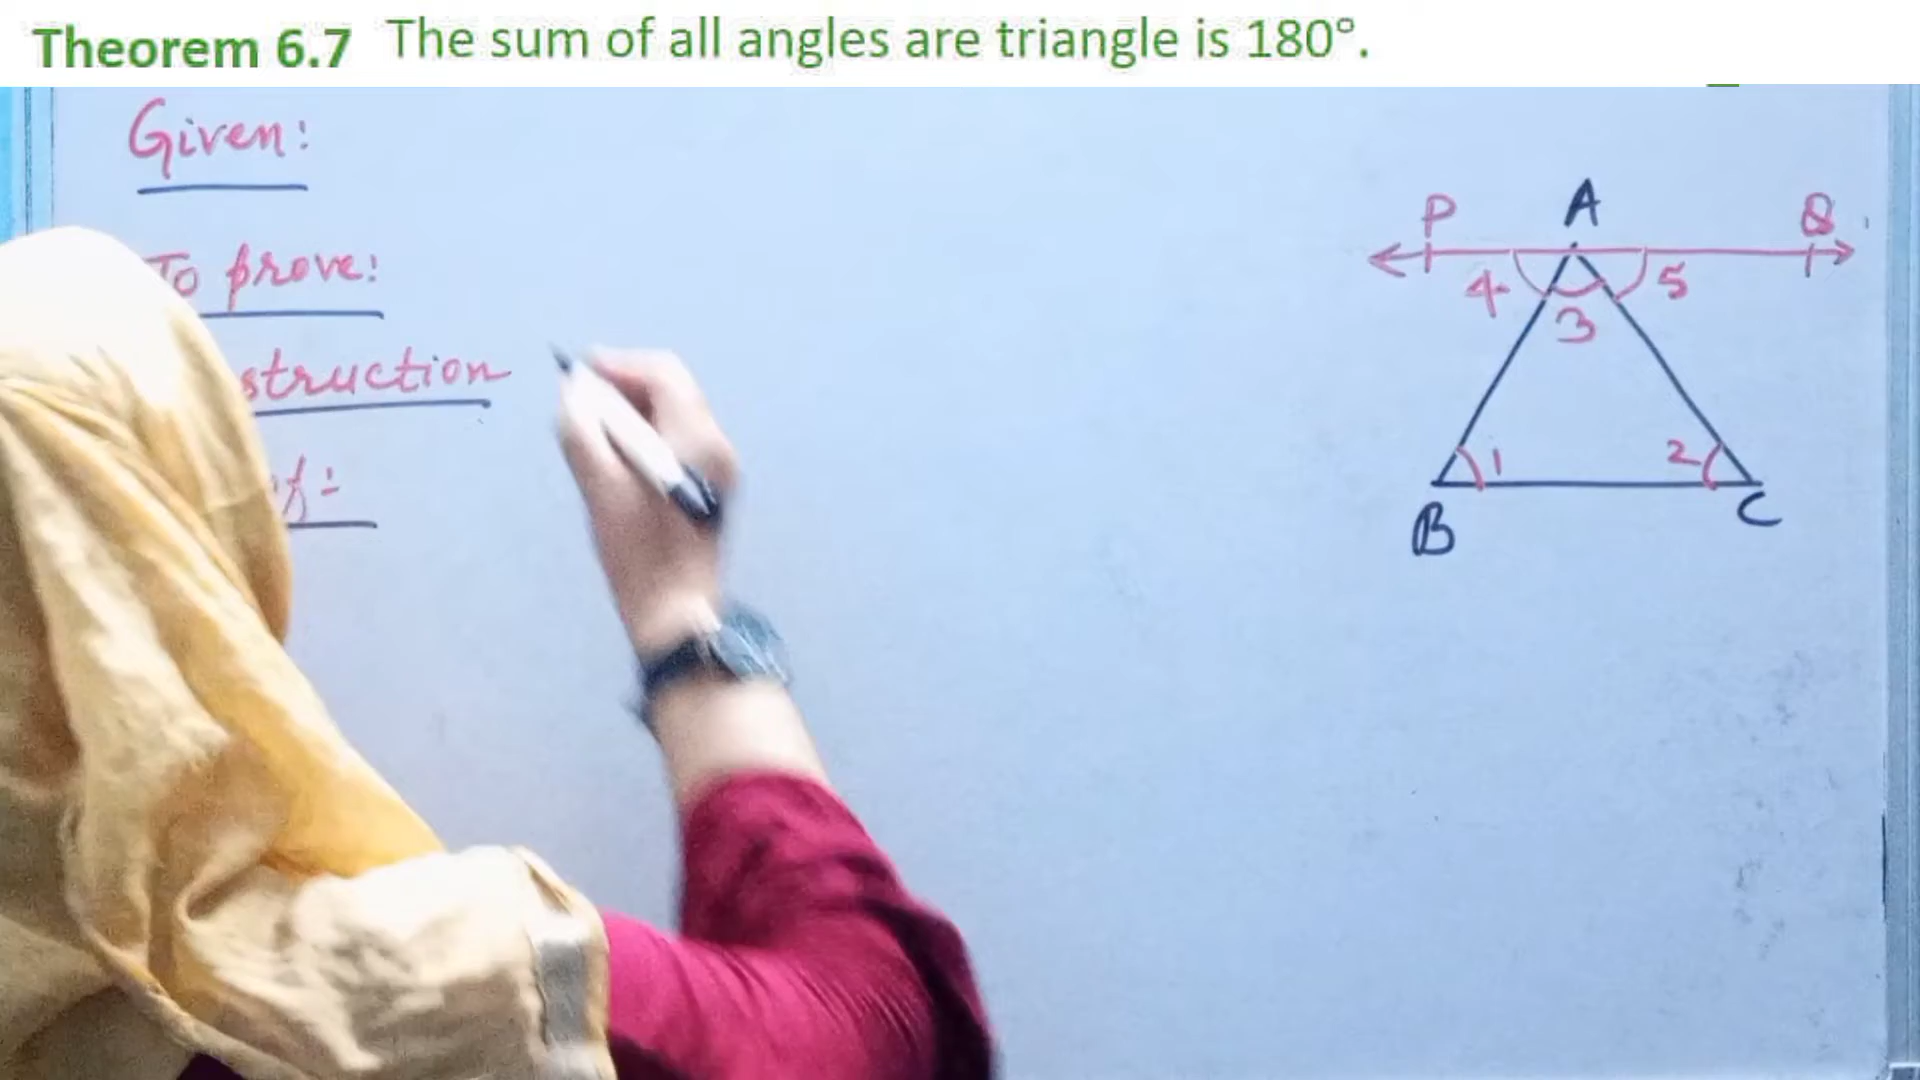 Theorem 6.7 The sum of all angles are triangle is 180°.
Given:
To prove:
struction
f:
P A Q
4 3 5
1 2
B C